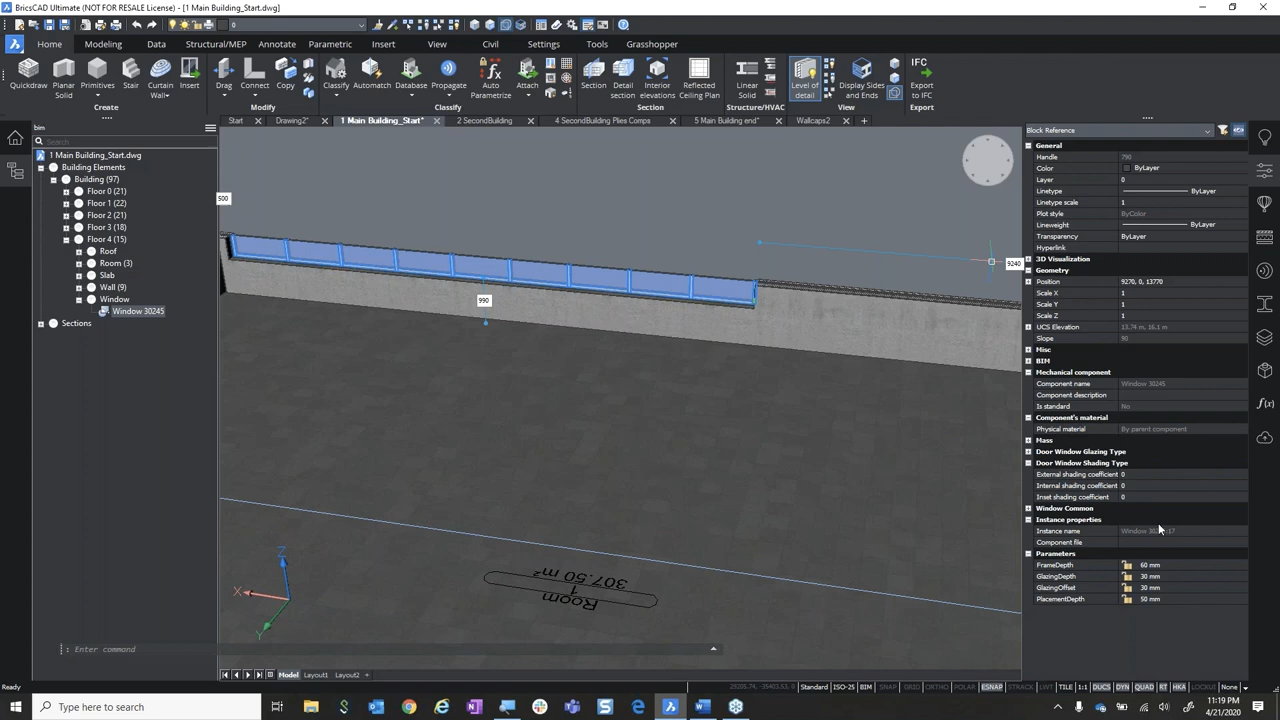 BricsCAD Ultimate (NOT FOR RESALE License) - [1 Main Building_Start.dwg]
0
Home Modeling Data Structural/MEP Annotate Parametric Insert View Civil Settings Tools Grasshopper
Quickdraw Planar Solid Primitives Stair Curtain Wall Insert Drag Connect Copy Classify Automatch Database Propagate Auto Parametrize Attach Section Detail section Interior elevations Reflected Ceiling Plan Linear Solid Level of detail Display Sides and Ends IFC Export to IFC
Create Modify Classify Section Structure/HVAC View Export
Start Drawing2* 1 Main Building_Start* 2 SecondBuilding 4 SecondBuilding Plies Comps 5 Main Building end* Wallcaps2
bim
Search
1 Main Building_Start.dwg
Building Elements
Building (97)
Floor 0 (21)
Floor 1 (22)
Floor 2 (21)
Floor 3 (18)
Floor 4 (15)
Roof
Room (3)
Slab
Wall (9)
Window
Window 30245
Sections
500
990
9240
Room
1
307.50 m²
Z
X
Y
: Enter command
Model Layout1 Layout2 +
Block Reference
General
Handle 790
Color ByLayer
Layer 0
Linetype ByLayer
Linetype scale 1
Plot style ByColor
Lineweight ByLayer
Transparency ByLayer
Hyperlink
3D Visualization
Geometry
Position 9270, 0, 13770
Scale X 1
Scale Y 1
Scale Z 1
UCS Elevation 13.74 m, 16.1 m
Slope 90
Misc
BIM
Mechanical component
Component name Window 30245
Component description
Is standard No
Component's material
Physical material By parent component
Mass
Door Window Glazing Type
Door Window Shading Type
External shading coefficient 0
Internal shading coefficient 0
Inset shading coefficient 0
Window Common
Instance properties
Instance name Window
Component file
Parameters
FrameDepth 60 mm
GlazingDepth 30 mm
GlazingOffset 30 mm
PlacementDepth 50 mm
Ready
Standard ISO-25 BIM SNAP GRID ORTHO POLAR ESNAP STRACK LWT TILE 1:1 DUCS DYN QUAD RT HKA LOCKUI None
Type here to search
11:19 PM
4/21/2020